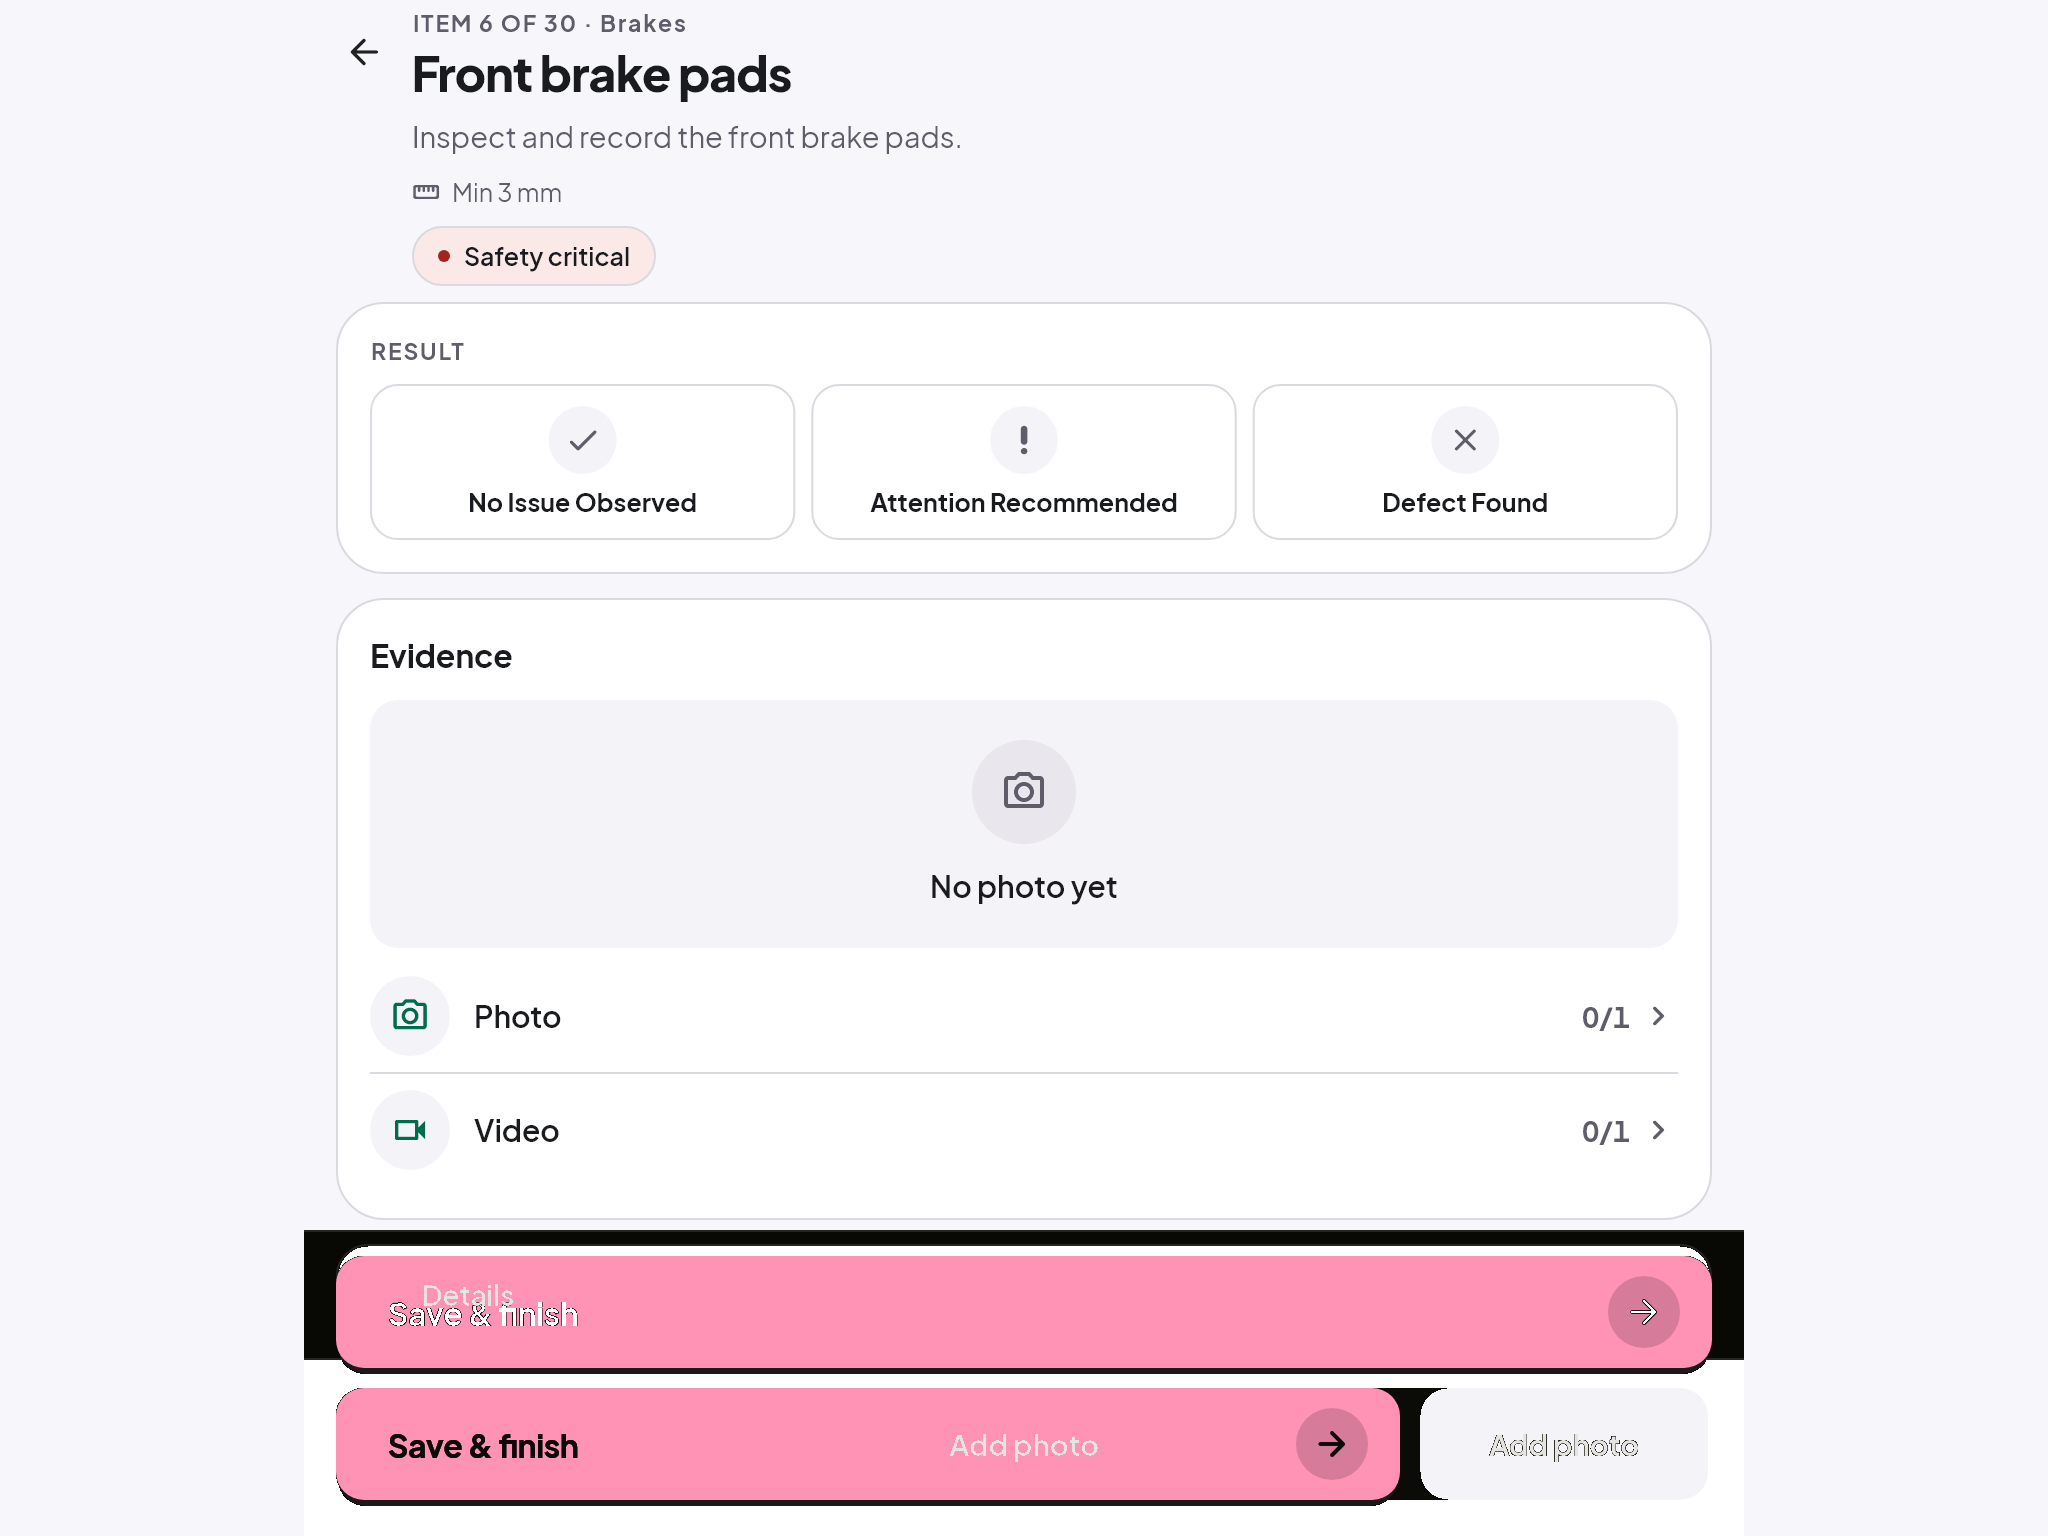 ITEM 6 OF 30 · Brakes
Front brake pads
Inspect and record the front brake pads.
Min 3 mm
Safety critical
RESULT
No Issue Observed
Attention Recommended
Defect Found
Evidence
No photo yet
Photo
0/1
Video
0/1
Details
Save & finish
Save & finish
Add photo
Add photo